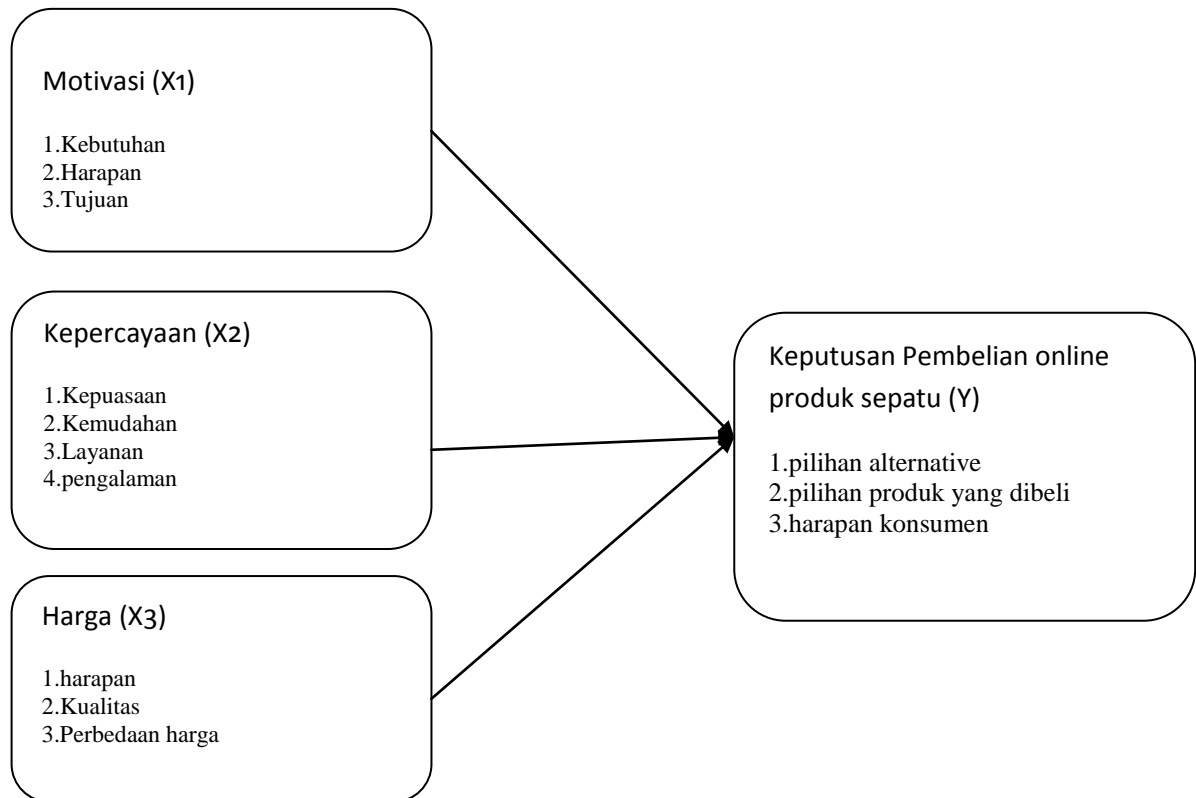 Motivasi (X1)
1.Kebutuhan
2.Harapan
3.Tujuan
Kepercayaan (X2)
1.Kepuasaan
2.Kemudahan
3.Layanan
4.pengalaman
Harga (X3)
1.harapan
2.Kualitas
3.Perbedaan harga
Keputusan Pembelian online
produk sepatu (Y)
1.pilihan alternative
2.pilihan produk yang dibeli
3.harapan konsumen